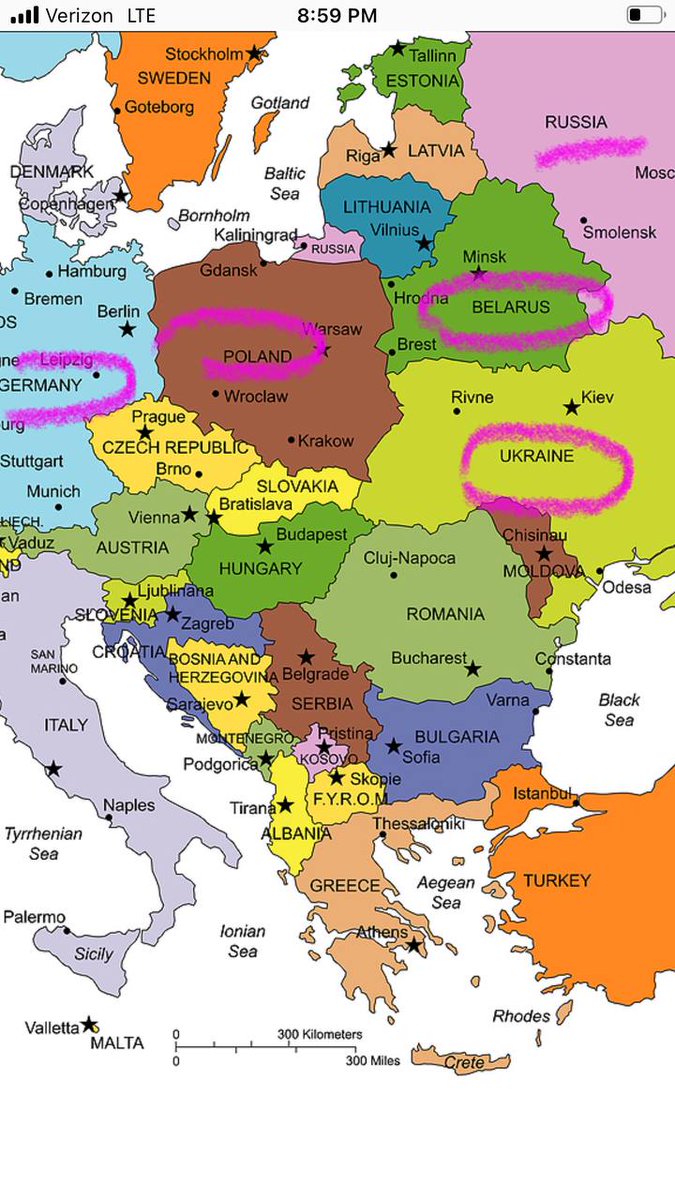 Verizon LTE 8:59 PM
Stockholm
SWEDEN
Tallinn
ESTONIA
Goteborg
Gotland
RUSSIA
Riga
LATVIA
Mosc
DENMARK
Baltic
Sea
Copenhagen
LITHUANIA
Vilnius
Bornholm
Kaliningrad
RUSSIA
Smolensk
Minsk
Hamburg
Gdansk
Hrodna
BELARUS
Bremen
Berlin
OS
Warsaw
Brest
POLAND
gne
Leipzig
GERMANY
Wroclaw
Rivne
Kiev
urg
Prague
Krakow
CZECH REPUBLIC
Brno
UKRAINE
Stuttgart
SLOVAKIA
Munich
Bratislava
Vienna
LIECH.
Vaduz
ND
AUSTRIA
Budapest
HUNGARY
Chisinau
MOLDOVA
Cluj-Napoca
Odesa
an
Ljubljnana
SLOVENIA
Zagreb
ROMANIA
a
CROATIA
SAN
MARINO
BOSNIA AND
HERZEGOVINA
Belgrade
Bucharest
Constanta
Sarajevo
SERBIA
Varna
Black
Sea
ITALY
MONTENEGRO
Pristina
KOSOVO
BULGARIA
Sofia
Podgorica
Skopie
F.Y.R.O.M.
Istanbul
Naples
Tirana
ALBANIA
Thessaloniki
Tyrrhenian
Sea
GREECE
Aegean
Sea
TURKEY
Palermo
Sicily
Ionian
Sea
Athens
Rhodes
Valletta
MALTA
0 300 Kilometers
0 300 Miles
Crete